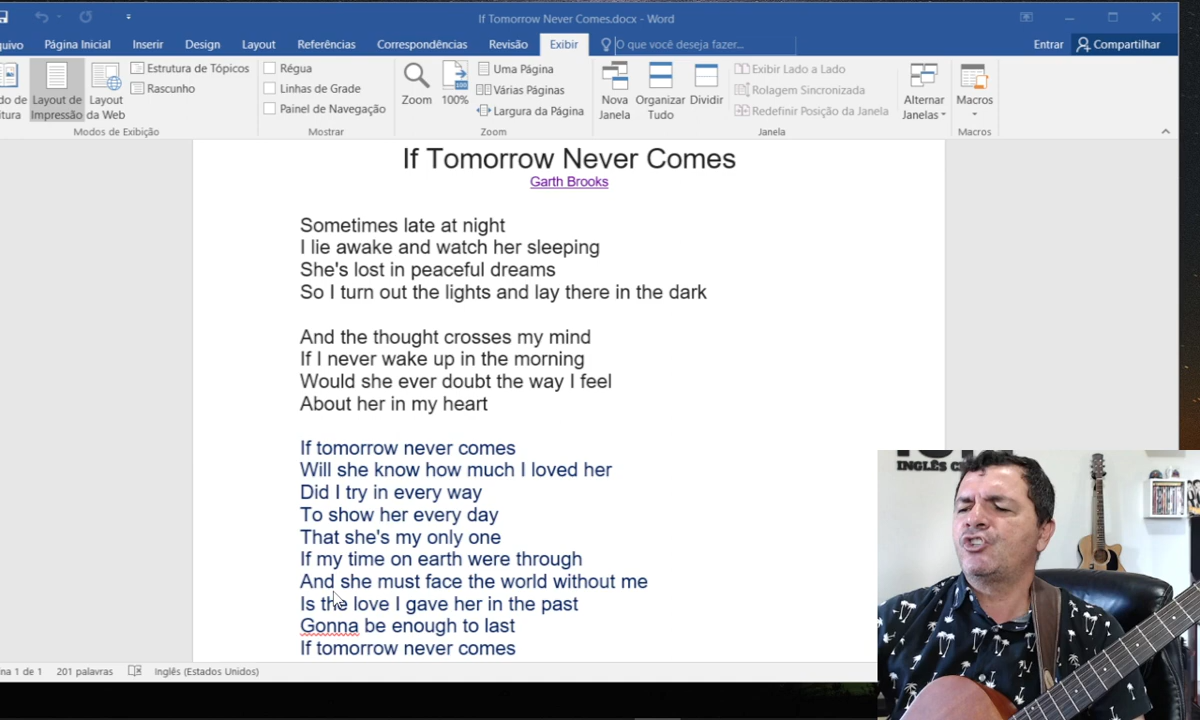 If Tomorrow Never Comes.docx - Word
quivo Página Inicial Inserir Design Layout Referências Correspondências Revisão Exibir O que você deseja fazer... Entrar Compartilhar
Layout de Impressão
Layout da Web
Estrutura de Tópicos
Rascunho
Modos de Exibição
Régua
Linhas de Grade
Painel de Navegação
Mostrar
Zoom
100%
Uma Página
Várias Páginas
Largura da Página
Zoom
Nova Janela
Organizar Tudo
Dividir
Exibir Lado a Lado
Rolagem Sincronizada
Redefinir Posição da Janela
Alternar Janelas
Janela
Macros
Macros
If Tomorrow Never Comes
Garth Brooks
Sometimes late at night
I lie awake and watch her sleeping
She's lost in peaceful dreams
So I turn out the lights and lay there in the dark
And the thought crosses my mind
If I never wake up in the morning
Would she ever doubt the way I feel
About her in my heart
If tomorrow never comes
Will she know how much I loved her
Did I try in every way
To show her every day
That she's my only one
If my time on earth were through
And she must face the world without me
Is the love I gave her in the past
Gonna be enough to last
If tomorrow never comes
INGLÊS
na 1 de 1 201 palavras Inglês (Estados Unidos)